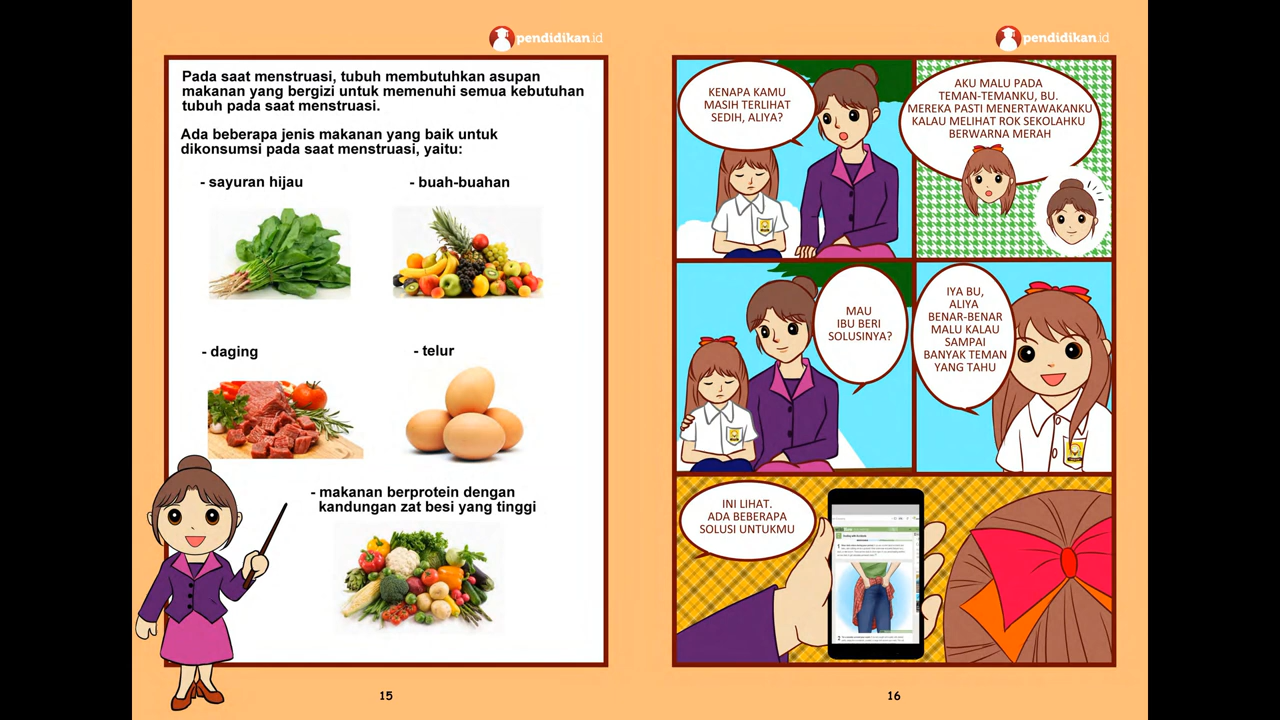 pendidikan.id
Pada saat menstruasi, tubuh membutuhkan asupan
makanan yang bergizi untuk memenuhi semua kebutuhan
tubuh pada saat menstruasi.
Ada beberapa jenis makanan yang baik untuk
dikonsumsi pada saat menstruasi, yaitu:
- sayuran hijau
- buah-buahan
- daging
- telur
- makanan berprotein dengan
kandungan zat besi yang tinggi
15
pendidikan.id
KENAPA KAMU
MASIH TERLIHAT
SEDIH, ALIYA?
AKU MALU PADA
TEMAN-TEMANKU, BU.
MEREKA PASTI MENERTAWAKANKU
KALAU MELIHAT ROK SEKOLAHKU
BERWARNA MERAH
MAU
IBU BERI
SOLUSINYA?
IYA BU,
ALIYA
BENAR-BENAR
MALU KALAU
SAMPAI
BANYAK TEMAN
YANG TAHU
INI LIHAT.
ADA BEBERAPA
SOLUSI UNTUKMU
16